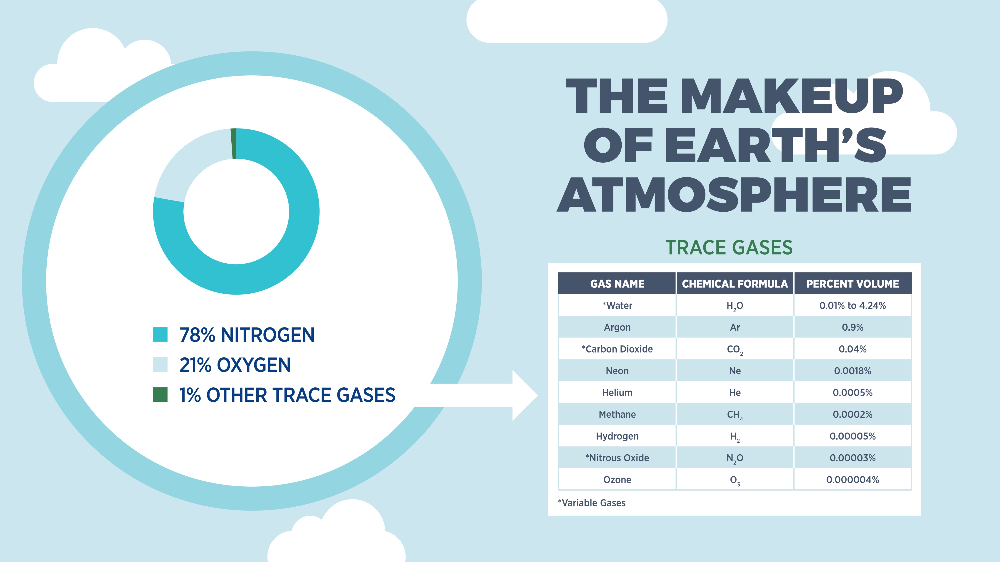 THE MAKEUP
OF EARTH’S
ATMOSPHERE
78% NITROGEN
21% OXYGEN
1% OTHER TRACE GASES
TRACE GASES
GAS NAME CHEMICAL FORMULA PERCENT VOLUME
*Water H₂O 0.01% to 4.24%
Argon Ar 0.9%
*Carbon Dioxide CO₂ 0.04%
Neon Ne 0.0018%
Helium He 0.0005%
Methane CH₄ 0.0002%
Hydrogen H₂ 0.00005%
*Nitrous Oxide N₂O 0.00003%
Ozone O₃ 0.000004%
*Variable Gases